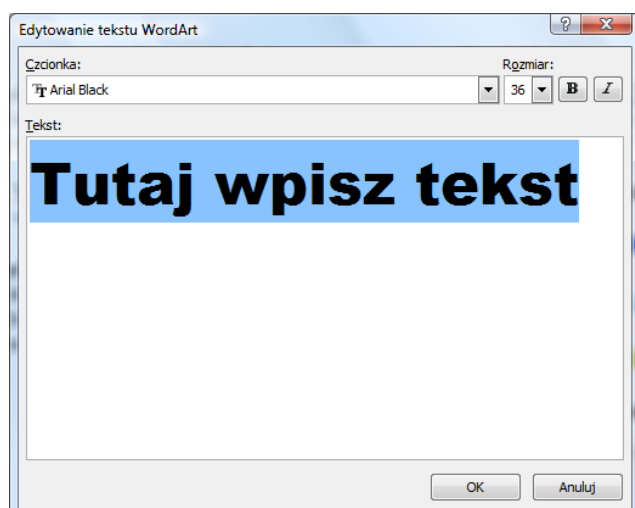 Edytowanie tekstu WordArt
Czcionka:
Rozmiar:
Arial Black
36
B
I
Tekst:
Tutaj wpisz tekst
OK
Anuluj